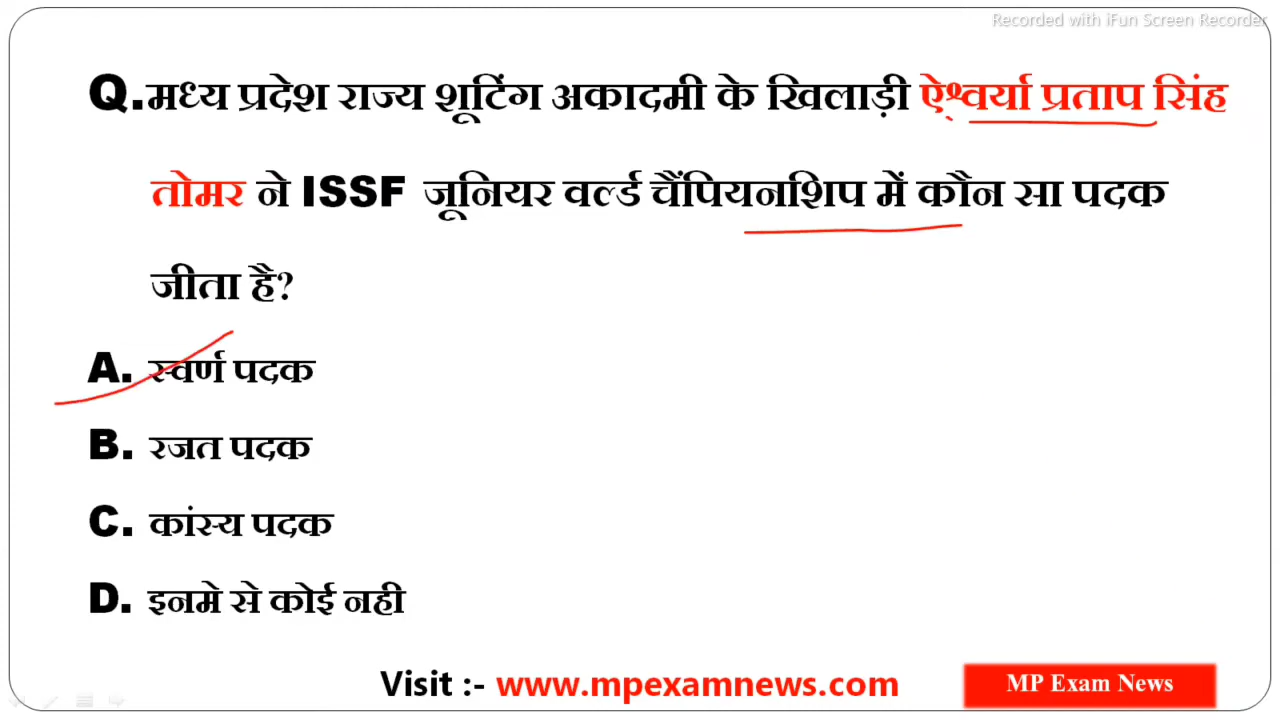 Recorded with iFun Screen Recorder
Q.मध्य प्रदेश राज्य शूटिंग अकादमी के खिलाड़ी ऐश्वर्या प्रताप सिंह
तोमर ने ISSF जूनियर वर्ल्ड चैंपियनशिप में कौन सा पदक
जीता है?
A. स्वर्ण पदक
B. रजत पदक
C. कांस्य पदक
D. इनमे से कोई नही
Visit :- www.mpexamnews.com
MP Exam News